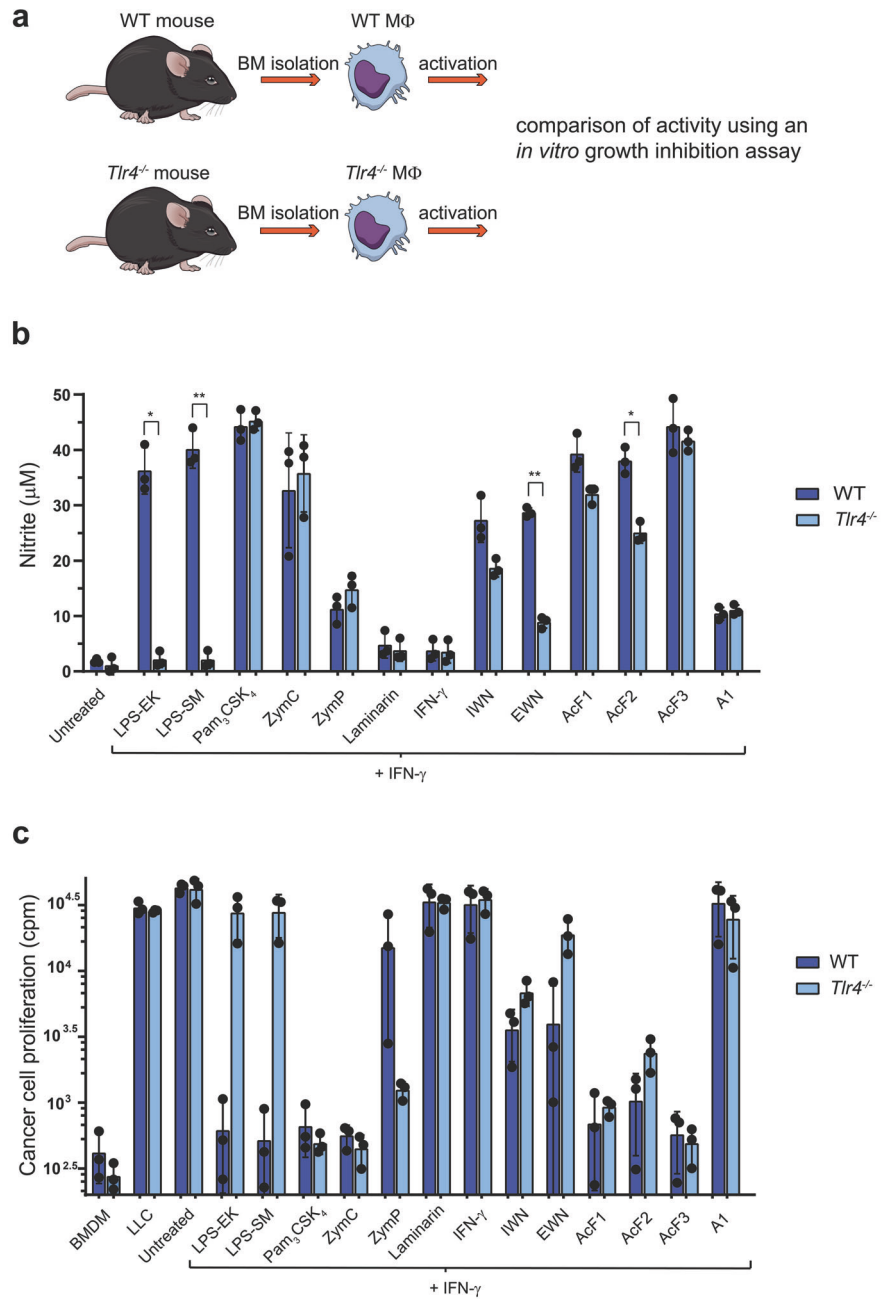 a
WT mouse
WT MΦ
BM isolation
activation
comparison of activity using an
in vitro growth inhibition assay
Tlr4-/- mouse
Tlr4-/- MΦ
BM isolation
activation
b
Nitrite (μM)
50
40
30
20
10
0
*
**
**
*
WT
Tlr4-/-
Untreated
LPS-EK
LPS-SM
Pam3CSK4
ZymC
ZymP
Laminarin
IFN-γ
IWN
EWN
AcF1
AcF2
AcF3
A1
+ IFN-γ
c
Cancer cell proliferation (cpm)
10^4.5
10^4
10^3.5
10^3
10^2.5
WT
Tlr4-/-
BMDM
LLC
Untreated
LPS-EK
LPS-SM
Pam3CSK4
ZymC
ZymP
Laminarin
IFN-γ
IWN
EWN
AcF1
AcF2
AcF3
A1
+ IFN-γ